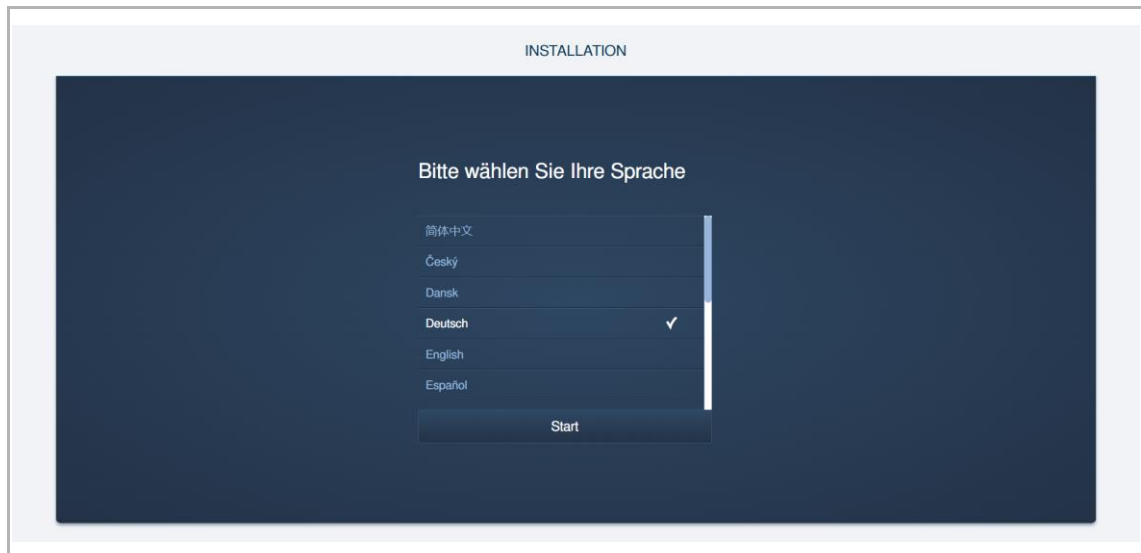 INSTALLATION
Bitte wählen Sie Ihre Sprache
简体中文
Český
Dansk
Deutsch
English
Español
Start